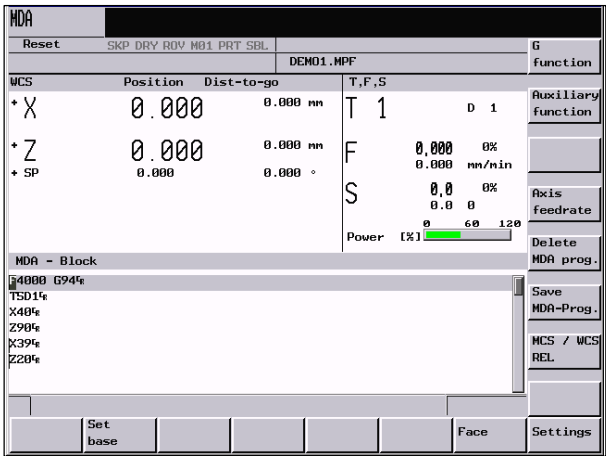 MDA
Reset SKP DRY ROV M01 PRT SBL
DEMO1.MPF
G
function
WCS Position Dist-to-go T,F,S
Auxiliary
function
+ X 0.000 0.000 mm T 1 D 1
+ Z 0.000 0.000 mm F 0.000 0%
0.000 mm/min
+ SP 0.000 0.000 °
S 0.0 0%
0.0 0
Axis
feedrate
0 60 120
Power [%]
Delete
MDA prog.
MDA - Block
G4000 G94
T5D1
X40
Z90
X39
Z20
Save
MDA-Prog.
MCS / WCS
REL
Set
base
Face
Settings